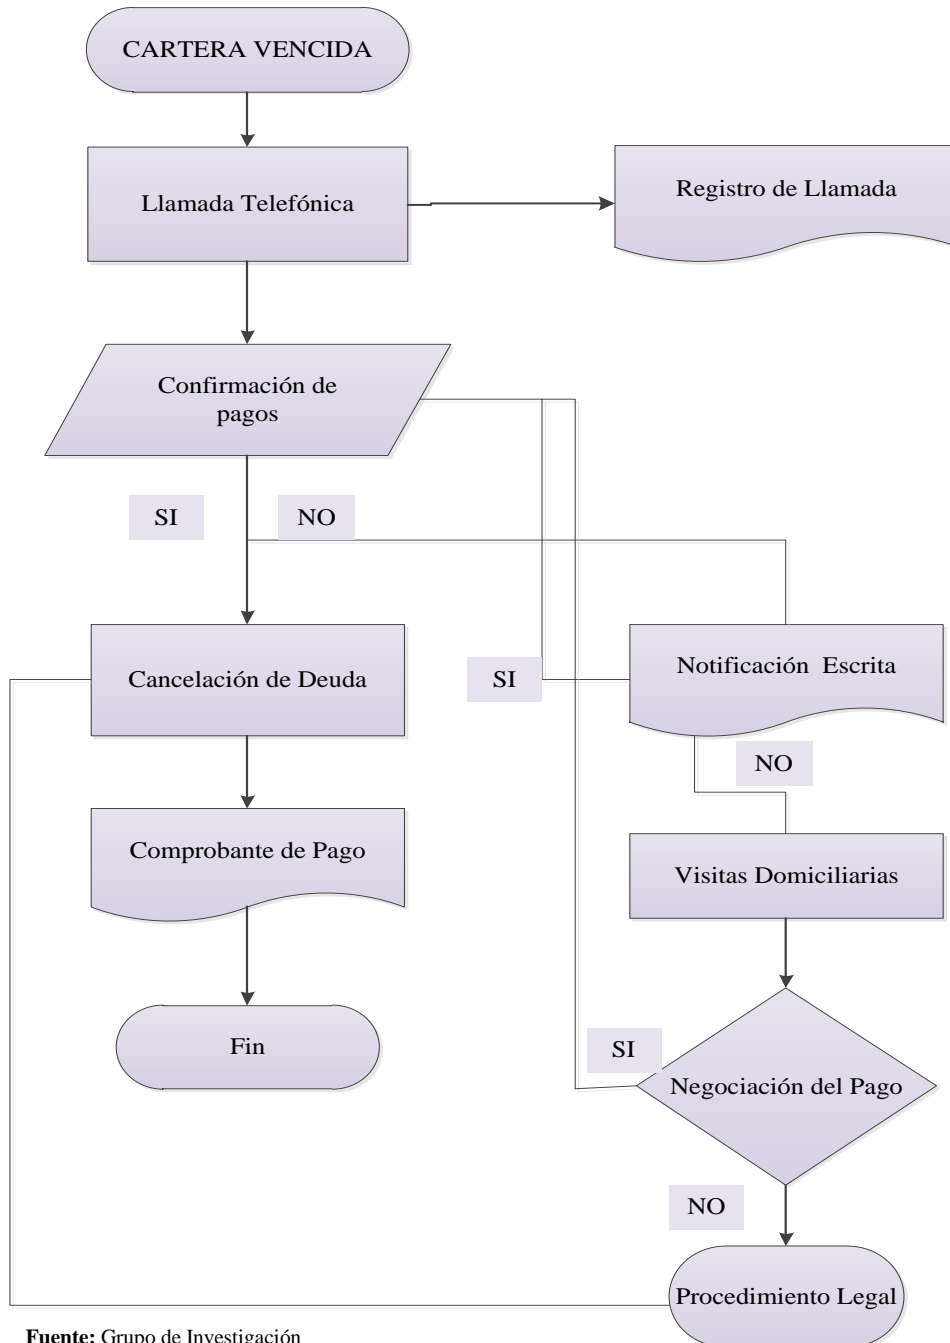 CARTERA VENCIDA
Llamada Telefónica
Registro de Llamada
Confirmación de
pagos
SI
NO
Cancelación de Deuda
SI
Notificación Escrita
NO
Comprobante de Pago
Visitas Domiciliarias
Fin
SI
Negociación del Pago
NO
Procedimiento Legal
Fuente: Grupo de Investigación